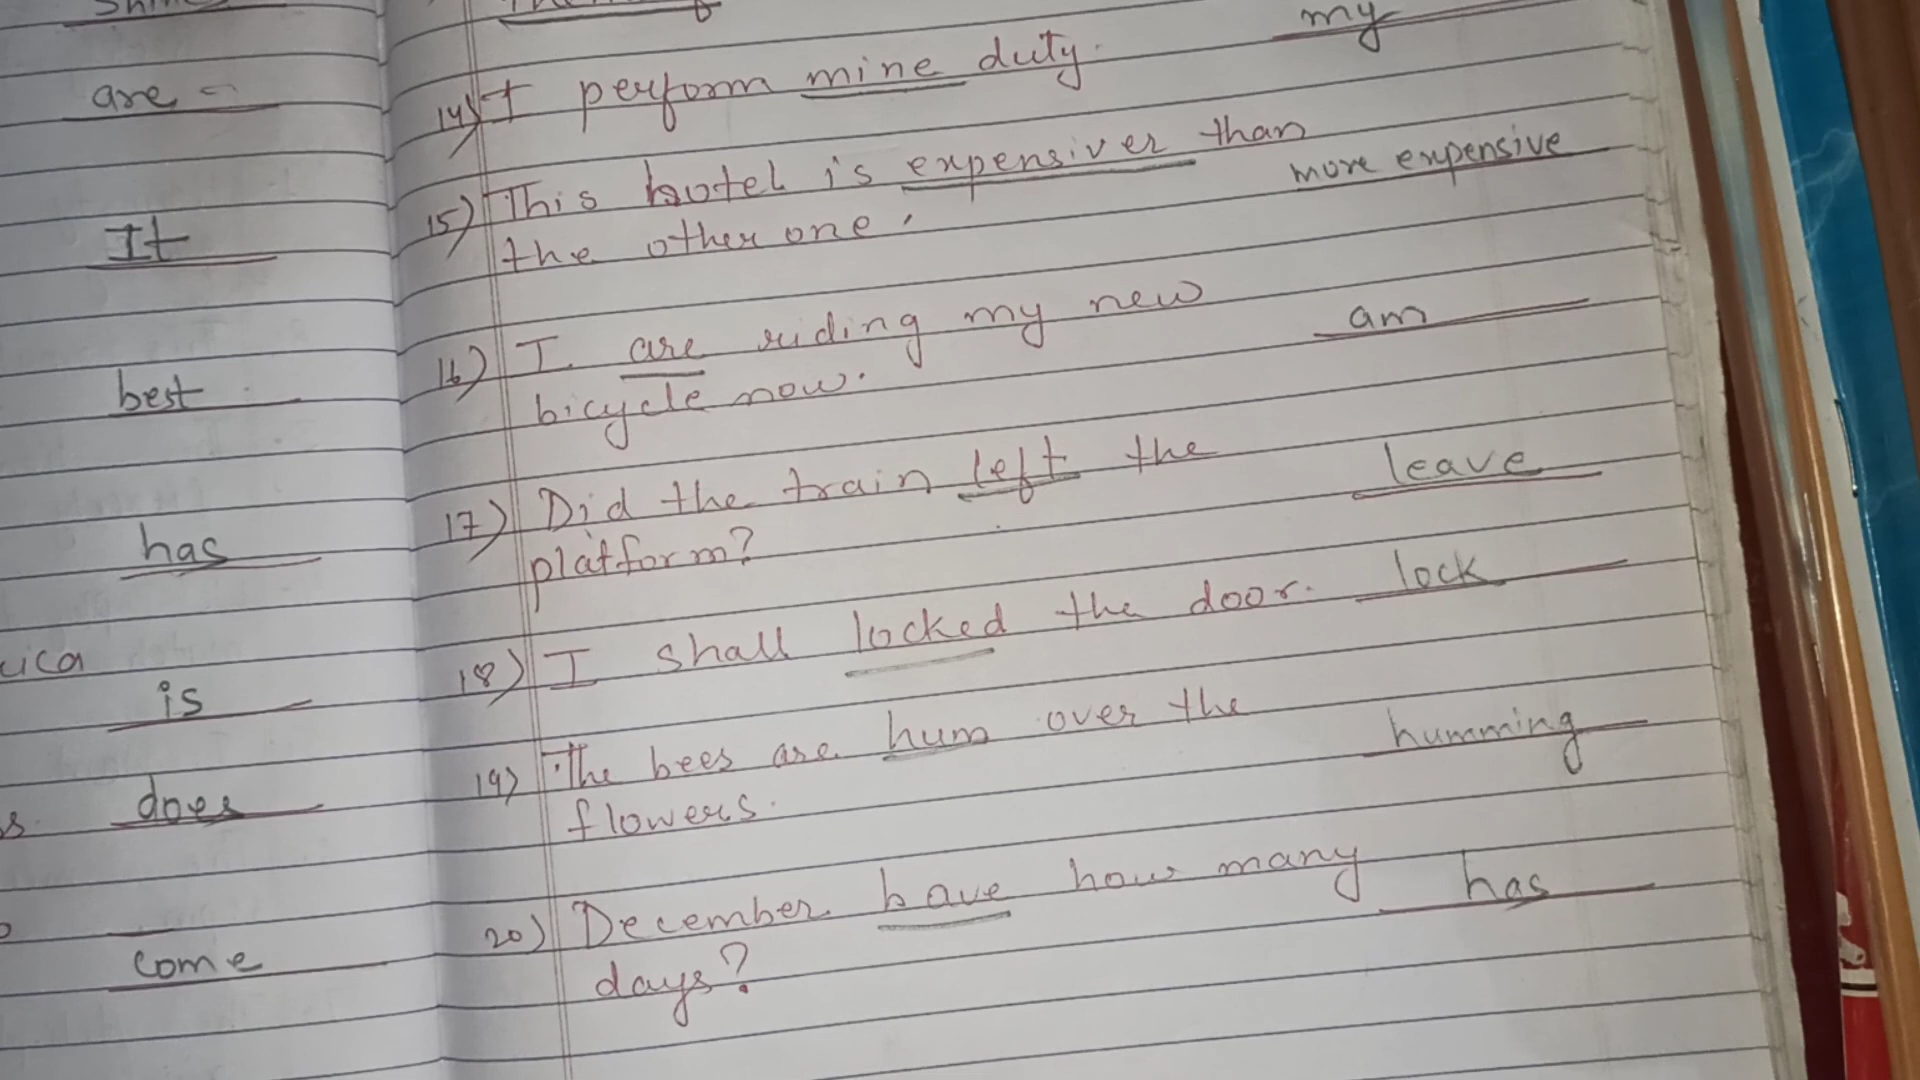 are
It
best
has
is
does
come
my
14) I perform mine duty.
15) This hotel is expensiver than
more expensive
the other one.
16) I are riding my new
am
bicycle now.
17) Did the train left the
leave
platform?
18) I shall locked the door.
lock
19) The bees are hum over the
humming
flowers.
20) December have how many
has
days?